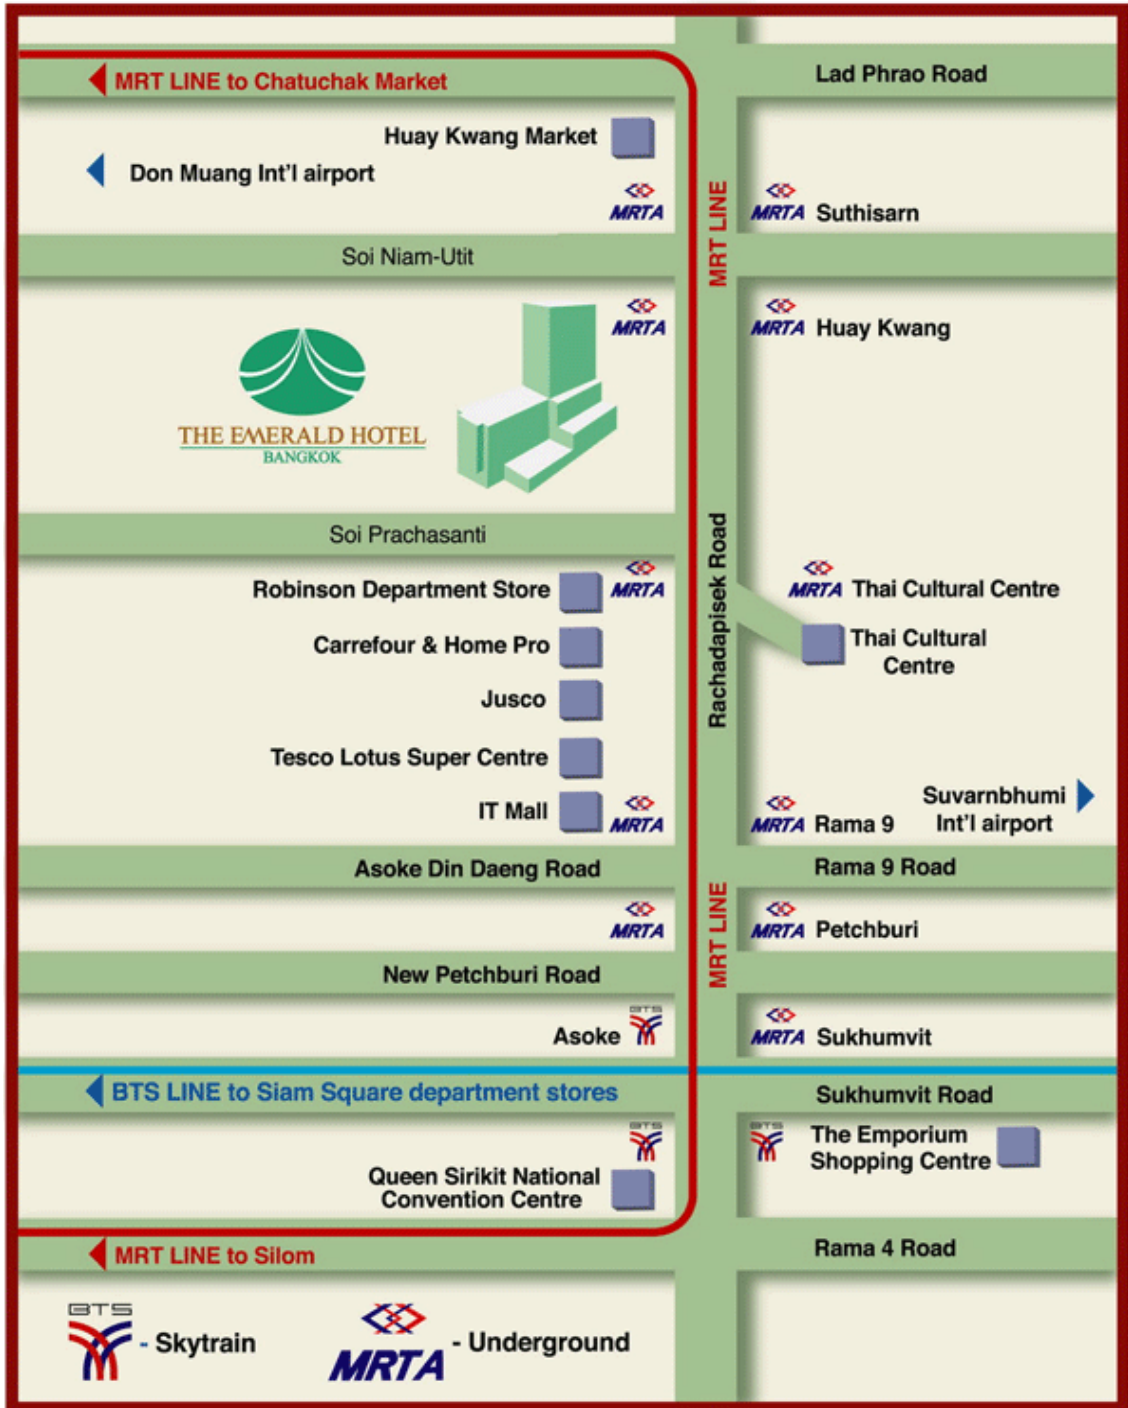 Lad Phrao Road
MRT LINE to Chatuchak Market
Huay Kwang Market
Don Muang Int'l airport
MRTA
MRT LINE
MRTA Suthisarn
Soi Niam-Utit
MRTA
MRTA Huay Kwang
THE EMERALD HOTEL
BANGKOK
Soi Prachasanti
Rachadapisek Road
Robinson Department Store
MRTA
MRTA Thai Cultural Centre
Carrefour & Home Pro
Thai Cultural
Centre
Jusco
Tesco Lotus Super Centre
Suvarnbhumi
Int'l airport
IT Mall
MRTA
MRTA Rama 9
Asoke Din Daeng Road
Rama 9 Road
MRTA
MRT LINE
MRTA Petchburi
New Petchburi Road
Asoke
BTS
MRTA Sukhumvit
BTS LINE to Siam Square department stores
Sukhumvit Road
BTS
BTS
The Emporium
Shopping Centre
Queen Sirikit National
Convention Centre
MRT LINE to Silom
Rama 4 Road
BTS
- Skytrain
MRTA
- Underground